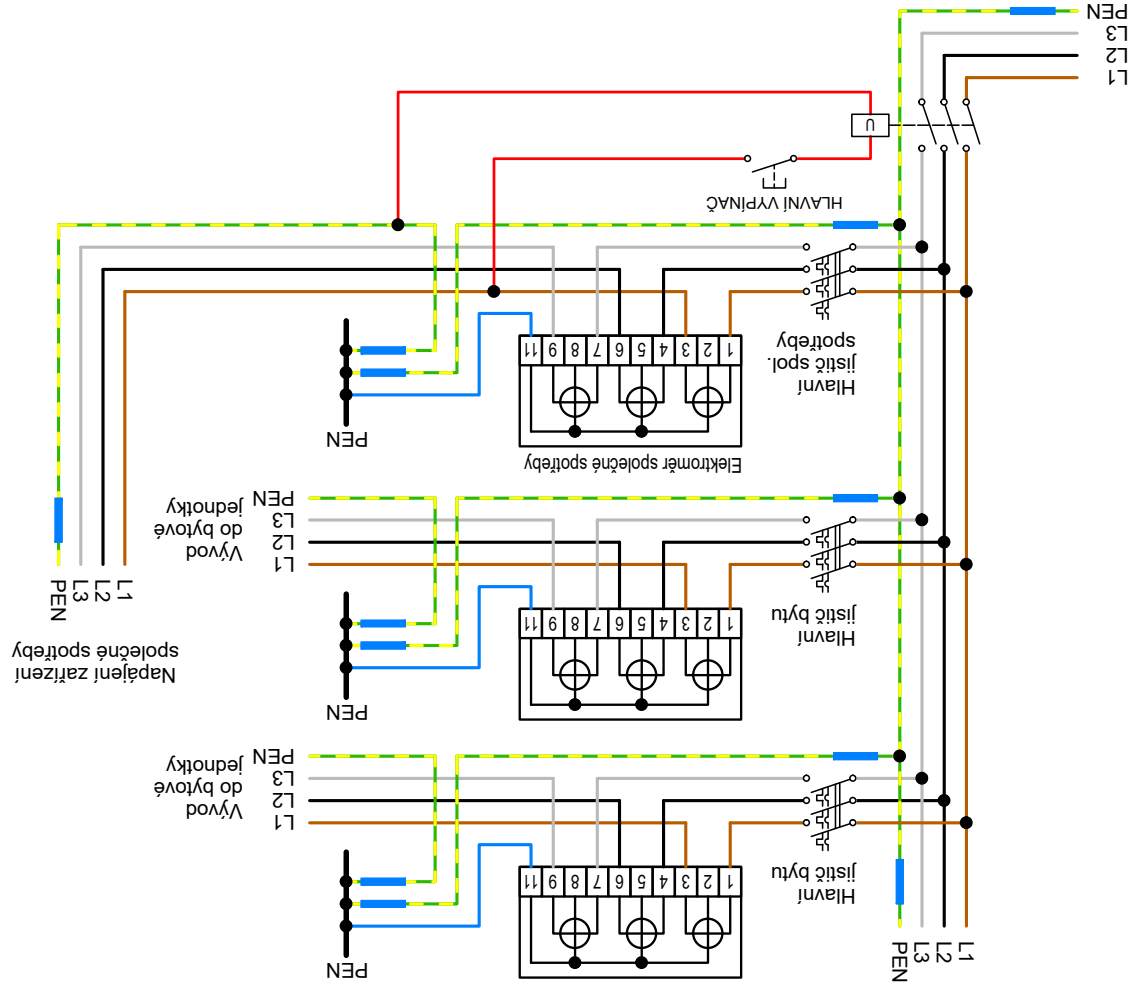 L1
L2
L3
PEN
PEN
Hlavní
jistič bytu
1 2 3 4 5 6 7 8 9 11
L1
L2
L3
PEN
Vývod
do bytové
jednotky
PEN
Hlavní
jistič bytu
1 2 3 4 5 6 7 8 9 11
L1
L2
L3
PEN
Vývod
do bytové
jednotky
Napájení zařízení
společné spotřeby
L1
L2
L3
PEN
Elektroměr společné spotřeby
PEN
Hlavní
jistič spol.
spotřeby
1 2 3 4 5 6 7 8 9 11
HLAVNÍ VYPÍNAČ
U
L1
L2
L3
PEN